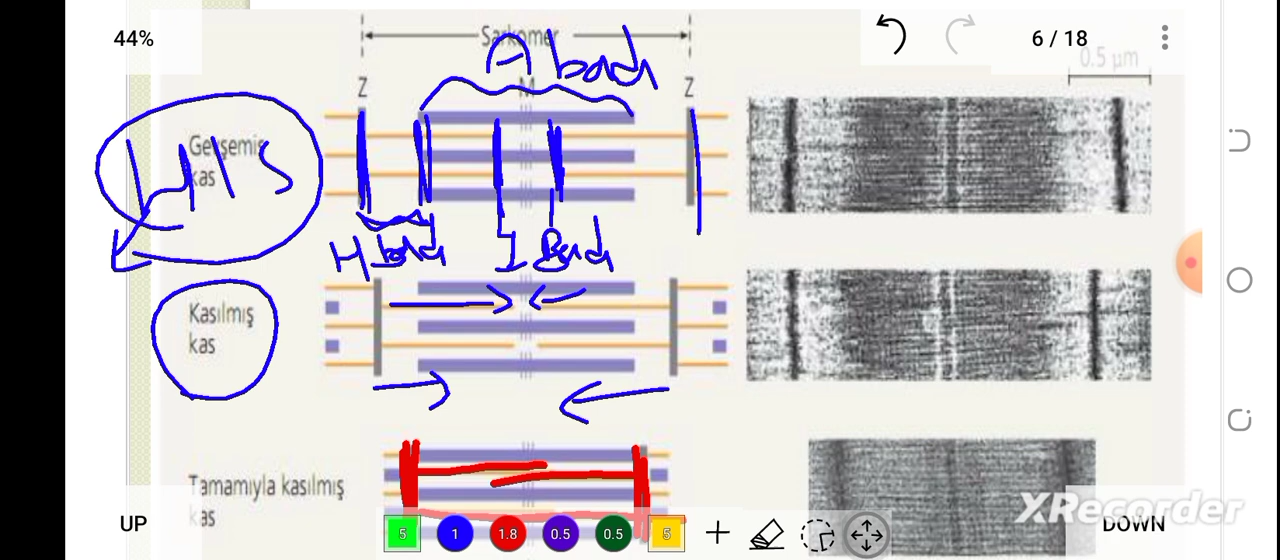 44%
Sarkomer
6 / 18
0.5 µm
A band
Z
M
Z
Gevşemiş
kas
H band
I Band
Kasılmış
kas
Tamamıyla kasılmış
kas
UP
5
1
1.8
0.5
0.5
5
XRecorder
DOWN